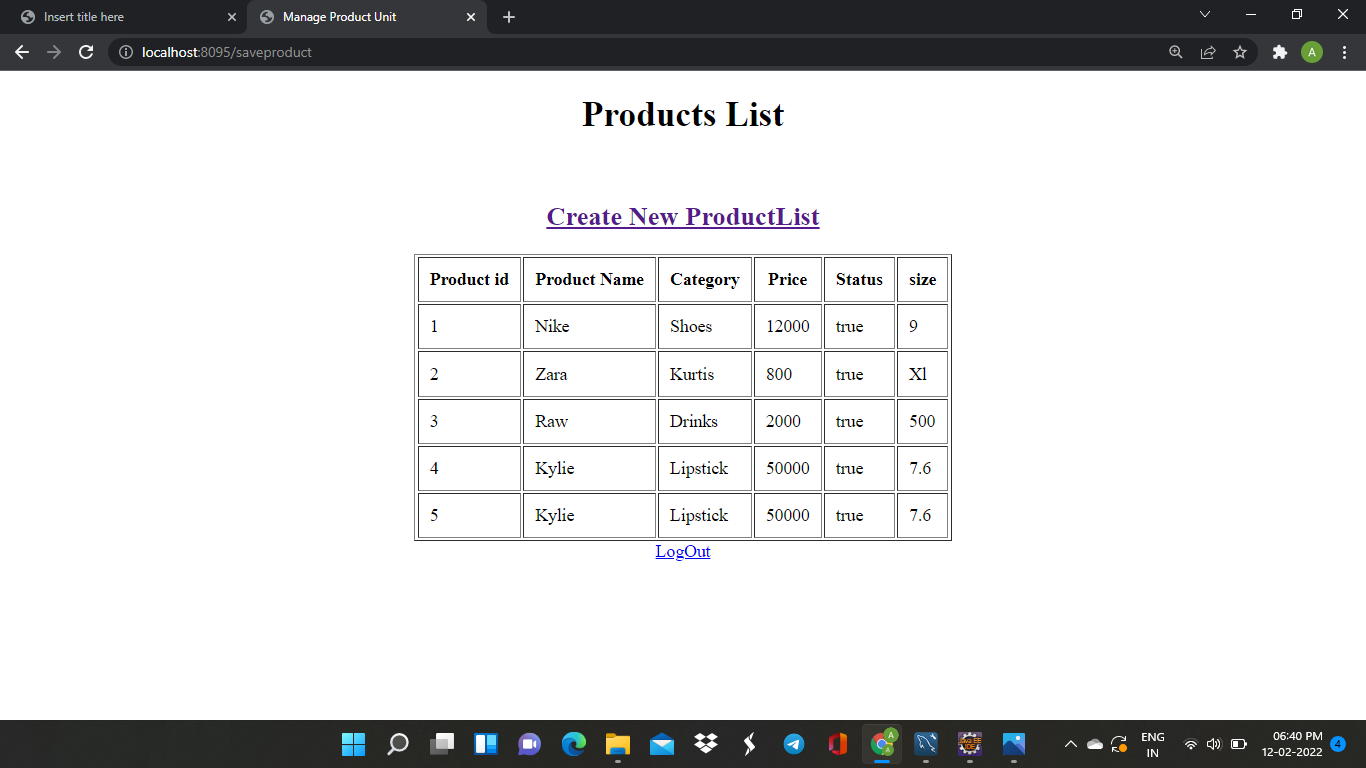 Insert title here
Manage Product Unit
localhost:8095/saveproduct
A
Products List
Create New ProductList
Product id Product Name Category Price Status size
1 Nike Shoes 12000 true 9
2 Zara Kurtis 800 true Xl
3 Raw Drinks 2000 true 500
4 Kylie Lipstick 50000 true 7.6
5 Kylie Lipstick 50000 true 7.6
LogOut
A
JAVA EE
IDE
ENG
IN
06:40 PM
12-02-2022
4